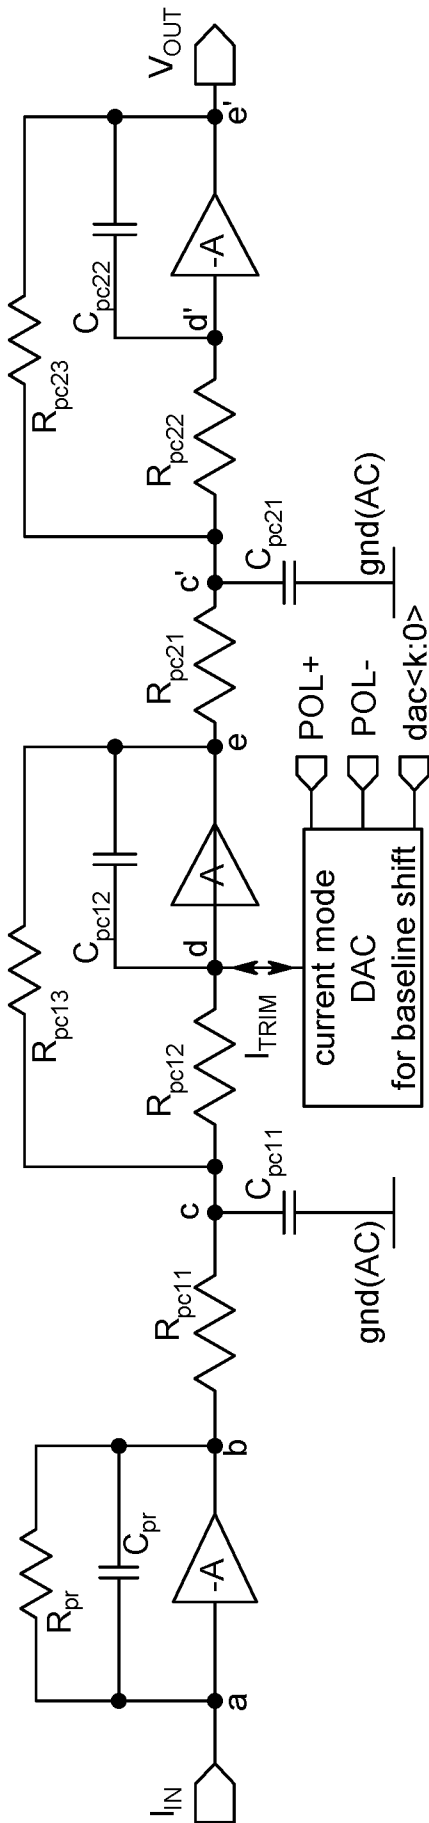 I_IN
a
R_pr
C_pr
-A
b
R_pc11
c
C_pc11
gnd(AC)
R_pc13
R_pc12
C_pc12
d
A
e
I_TRIM
current mode
DAC
for baseline shift
POL+
POL-
dac<k:0>
R_pc21
c'
C_pc21
gnd(AC)
R_pc23
R_pc22
C_pc22
d'
-A
e'
V_OUT